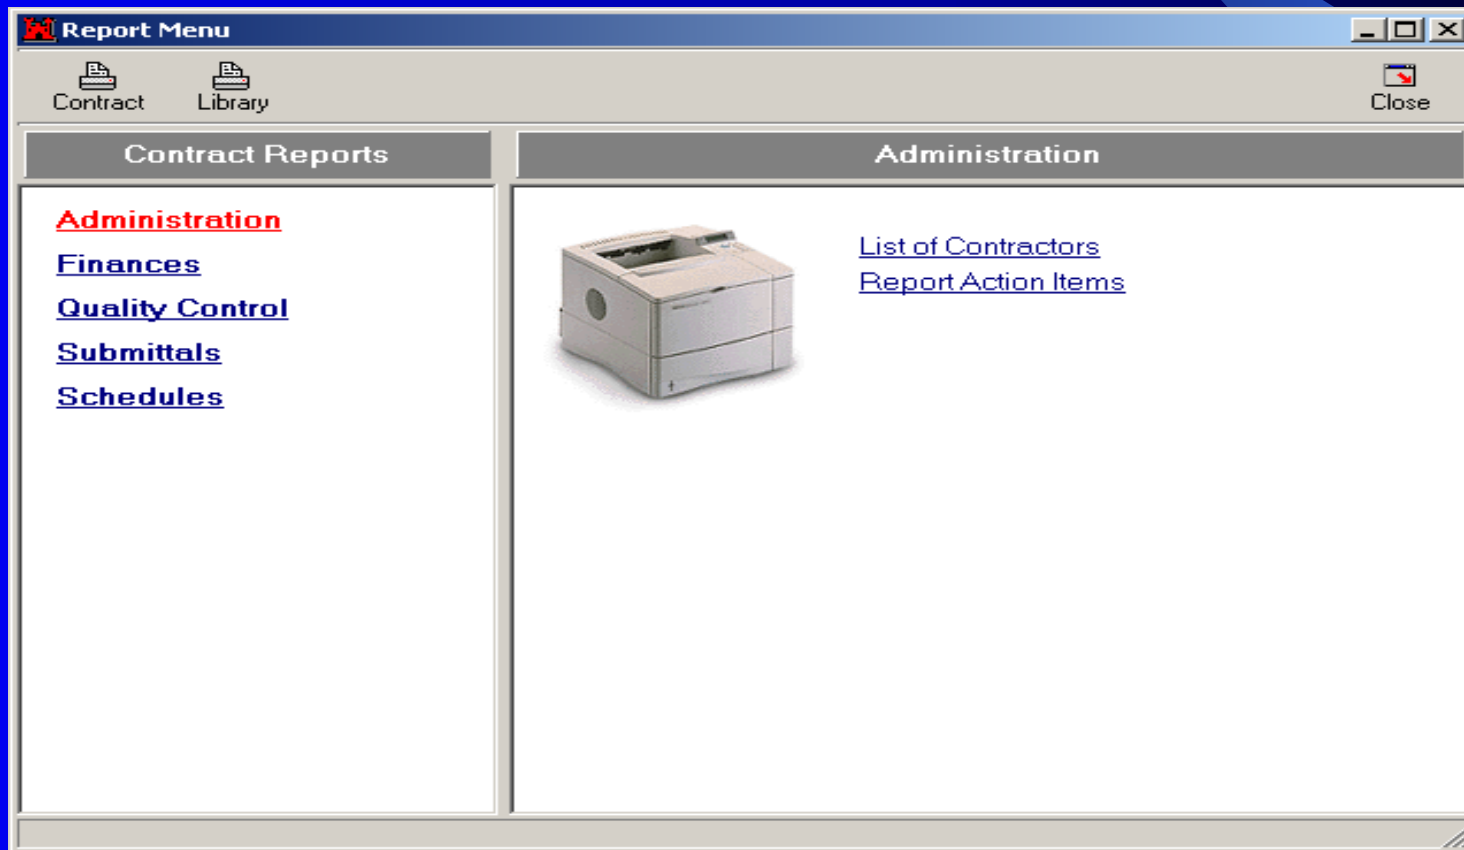 Report Menu
Contract Library Close
Contract Reports Administration
Administration
Finances
Quality Control
Submittals
Schedules
List of Contractors
Report Action Items